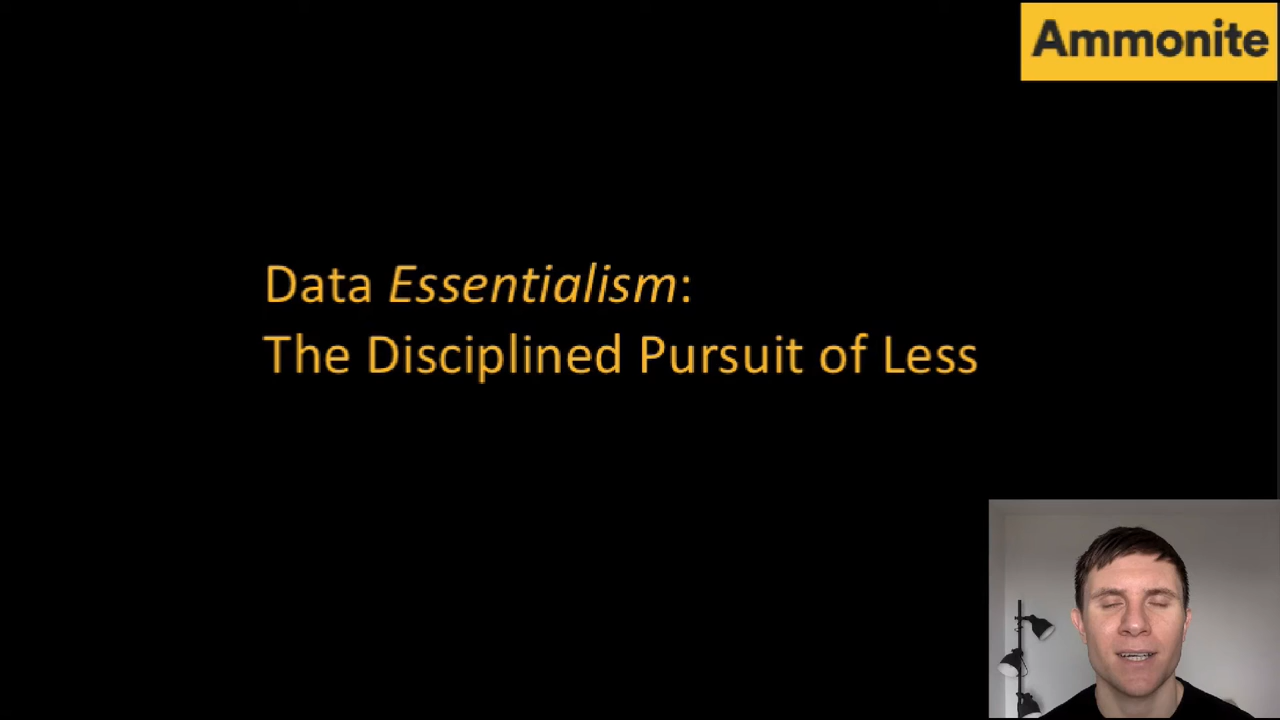 Ammonite
Data Essentialism:
The Disciplined Pursuit of Less